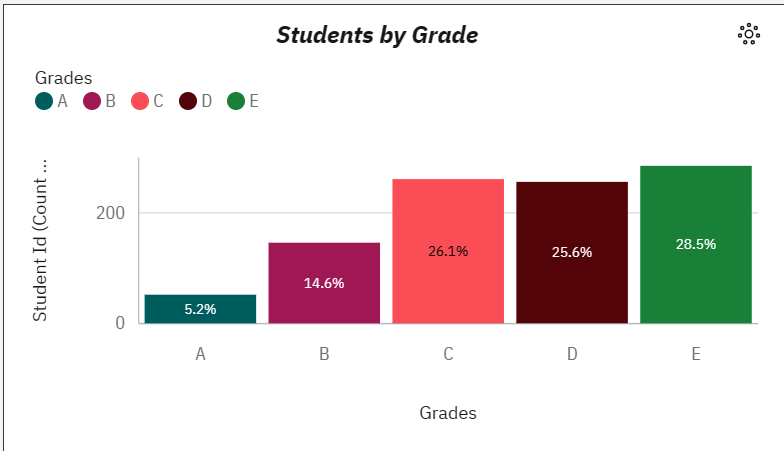 Students by Grade
Grades
A B C D E
Student Id (Count ...
200
0
5.2%
14.6%
26.1%
25.6%
28.5%
A B C D E
Grades